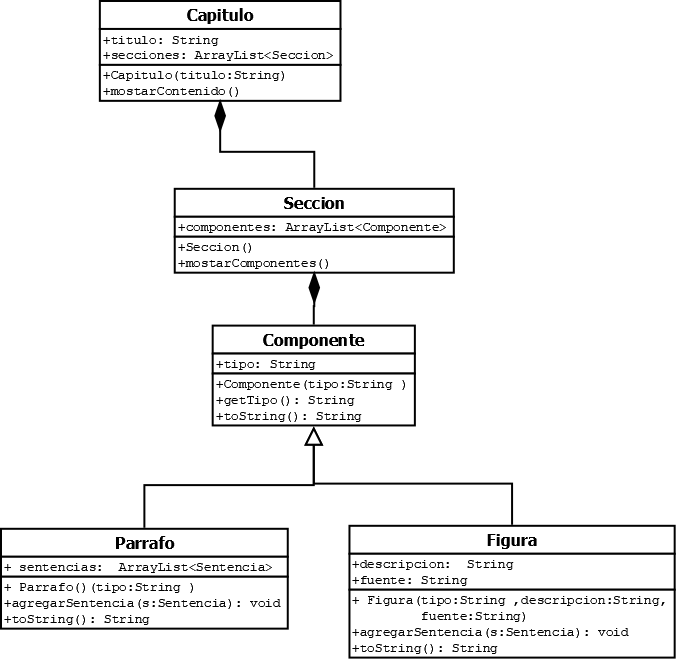 Capitulo
+titulo: String
+secciones: ArrayList<Seccion>
+Capitulo(titulo:String)
+mostarContenido()
Seccion
+componentes: ArrayList<Componente>
+Seccion()
+mostarComponentes()
Componente
+tipo: String
+Componente(tipo:String )
+getTipo(): String
+toString(): String
Parrafo
+ sentencias:  ArrayList<Sentencia>
+ Parrafo()(tipo:String )
+agregarSentencia(s:Sentencia): void
+toString(): String
Figura
+descripcion:  String
+fuente: String
+ Figura(tipo:String ,descripcion:String,
fuente:String)
+agregarSentencia(s:Sentencia): void
+toString(): String